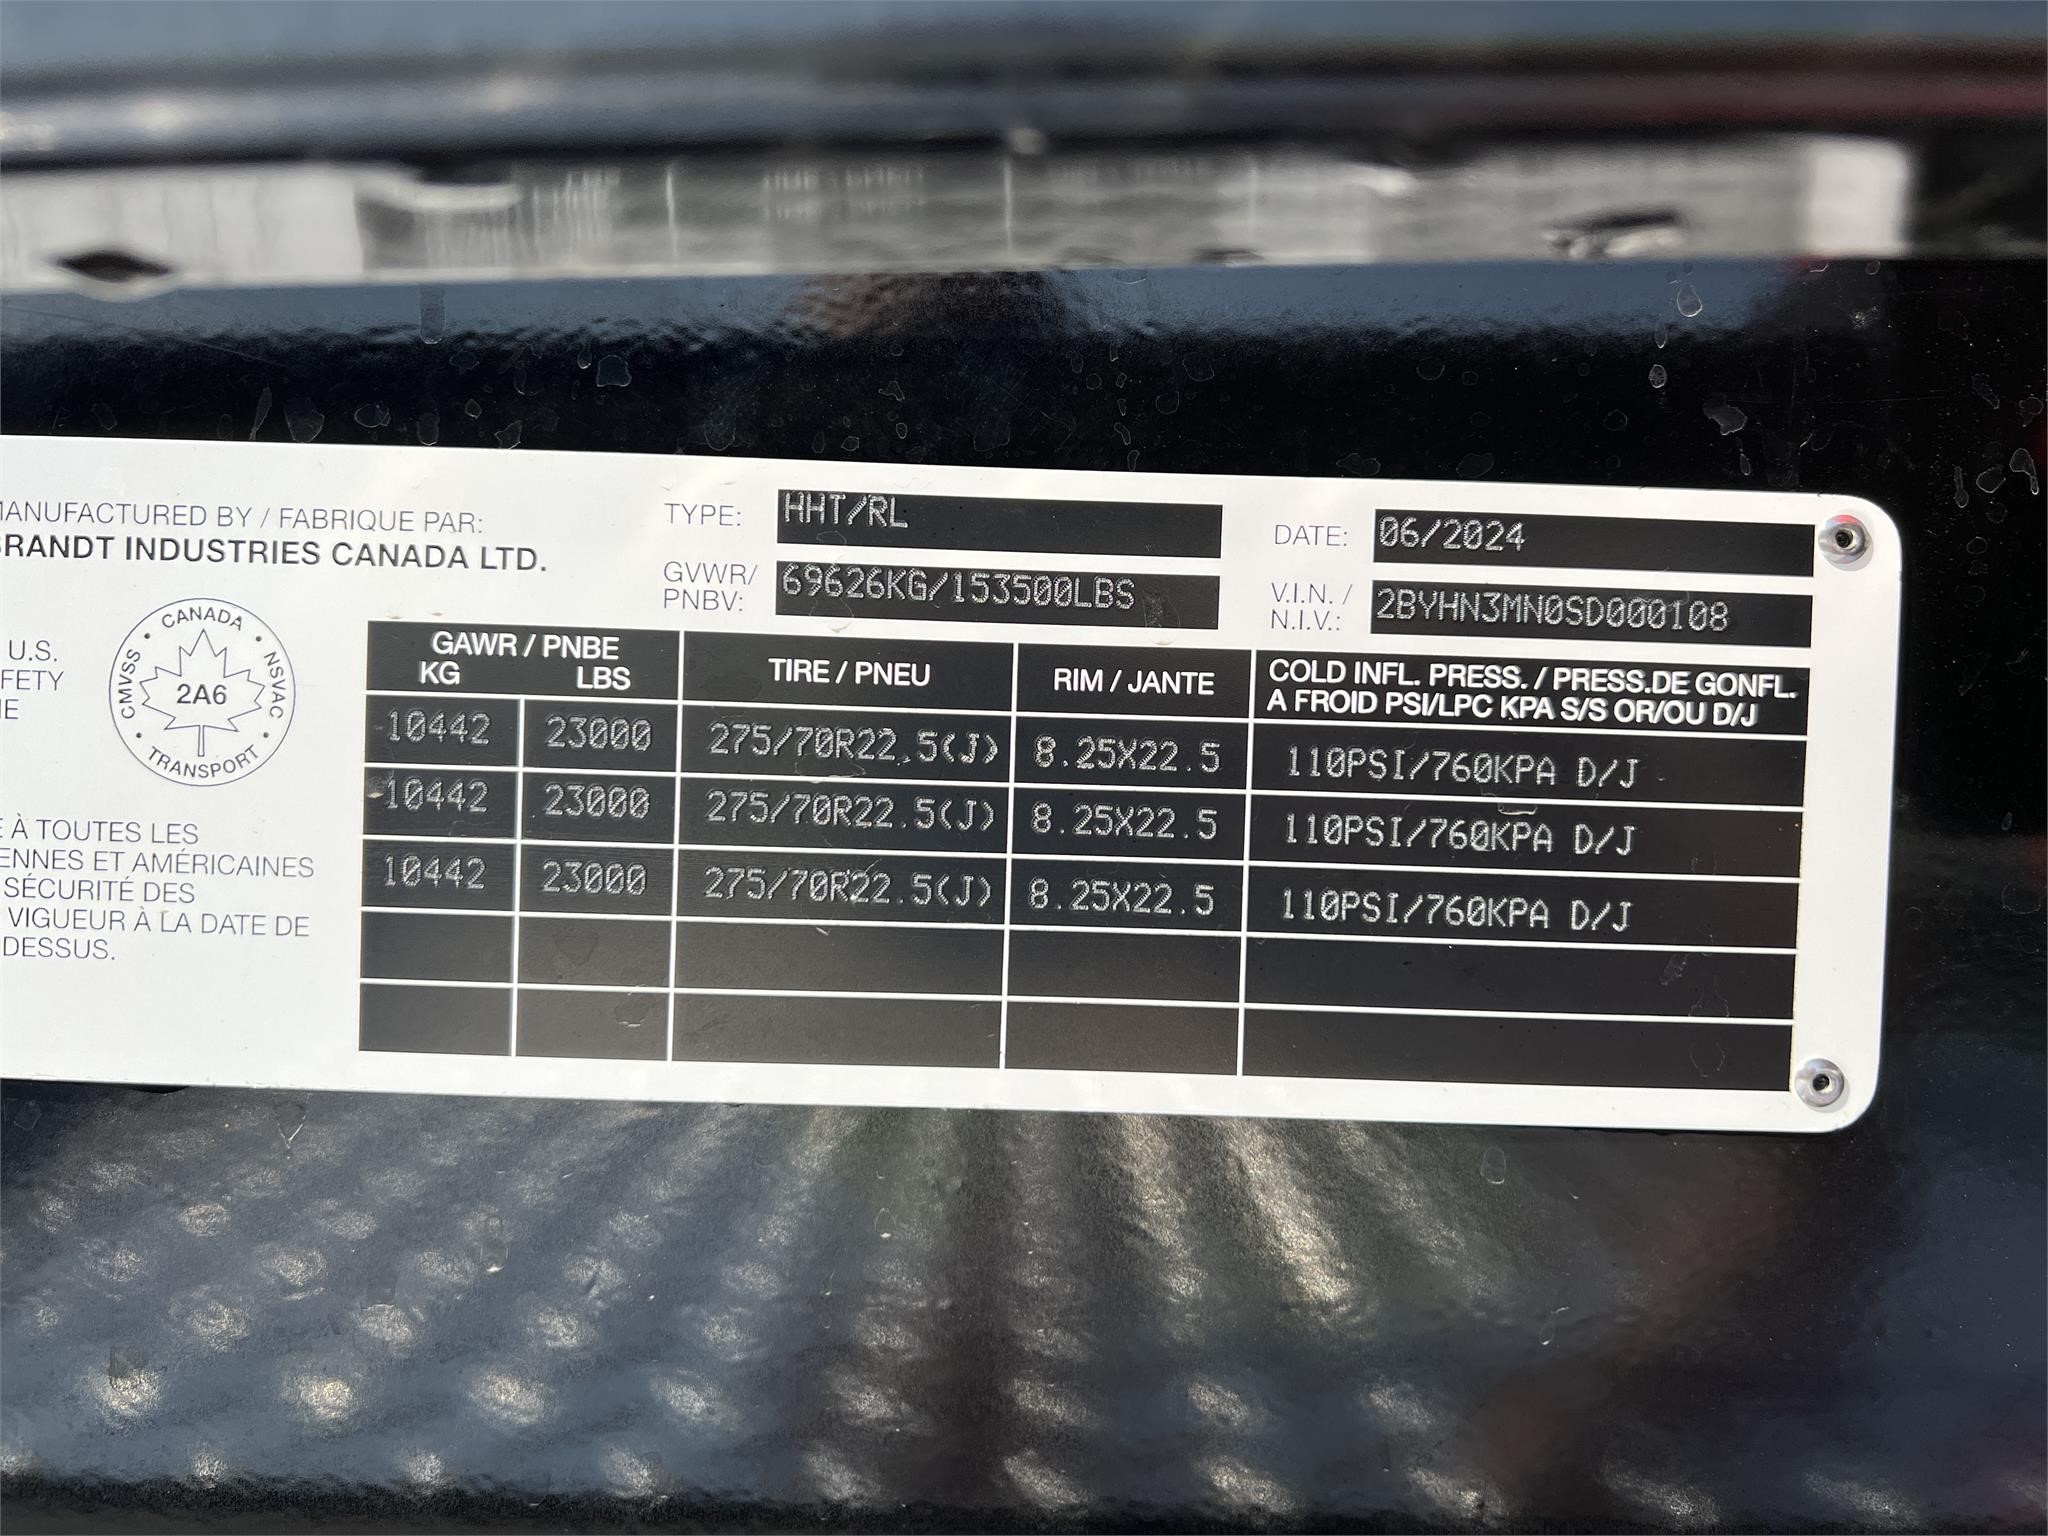 MANUFACTURED BY / FABRIQUE PAR:
BRANDT INDUSTRIES CANADA LTD.
TYPE: HHT/RL
DATE: 06/2024
GVWR/
PNBV: 69626KG/153500LBS
V.I.N. /
N.I.V.: 2BYHN3MN0SD000108
U.S.
CANADA
CMVSS
NSVAC
2A6
TRANSPORT
À TOUTES LES
ET AMÉRICAINES
SÉCURITÉ DES
VIGUEUR À LA DATE DE
DESSUS.
GAWR / PNBE
KG LBS
TIRE / PNEU
RIM / JANTE
COLD INFL. PRESS. / PRESS.DE GONFL.
A FROID PSI/LPC KPA S/S OR/OU D/J
10442 23000 275/70R22.5(J) 8.25X22.5 110PSI/760KPA D/J
10442 23000 275/70R22.5(J) 8.25X22.5 110PSI/760KPA D/J
10442 23000 275/70R22.5(J) 8.25X22.5 110PSI/760KPA D/J